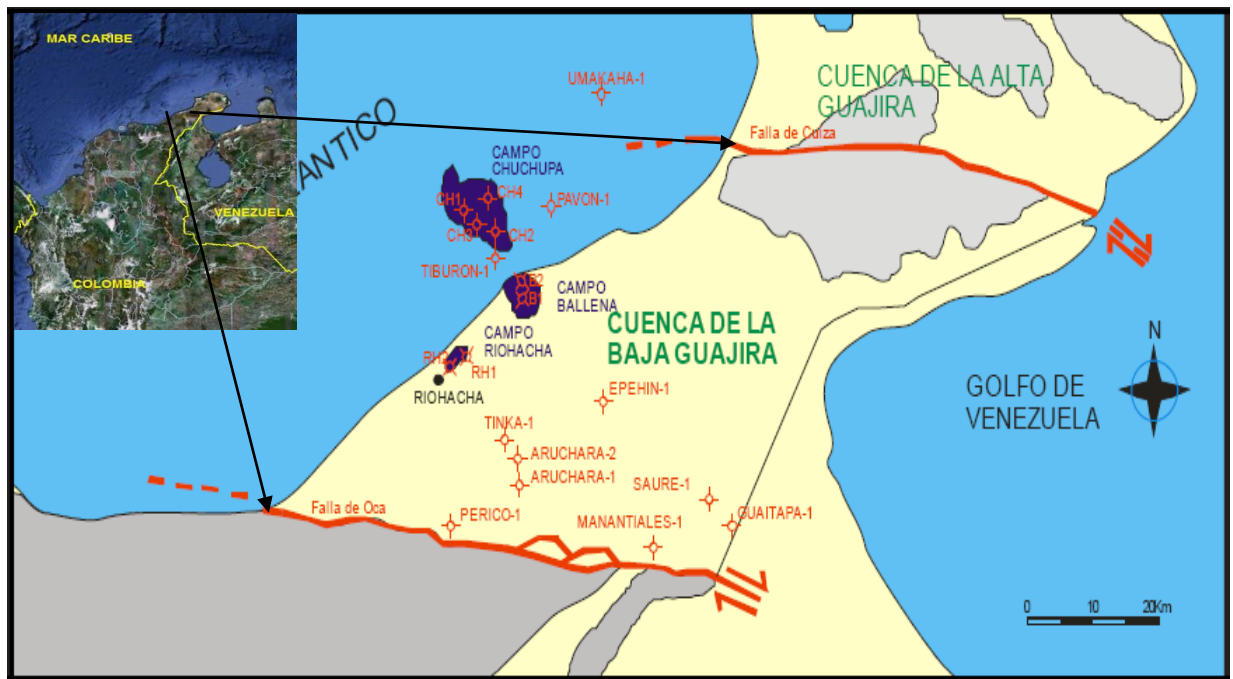 MAR CARIBE
VENEZUELA
COLOMBIA
ANTICO
UMAKAHA-1
CUENCA DE LA ALTA
GUAJIRA
Falla de Cuiza
CAMPO
CHUCHUPA
CH1
CH4
PAVON-1
CH3
CH2
TIBURON-1
B2
B1
CAMPO
BALLENA
CUENCA DE LA
BAJA GUAJIRA
CAMPO
RIOHACHA
RH2
RH1
RIOHACHA
N
GOLFO DE
VENEZUELA
EPEHIN-1
TINKA-1
ARUCHARA-2
ARUCHARA-1
SAURE-1
GUAITAPA-1
Falla de Oca
PERICO-1
MANANTIALES-1
0 10 20Km